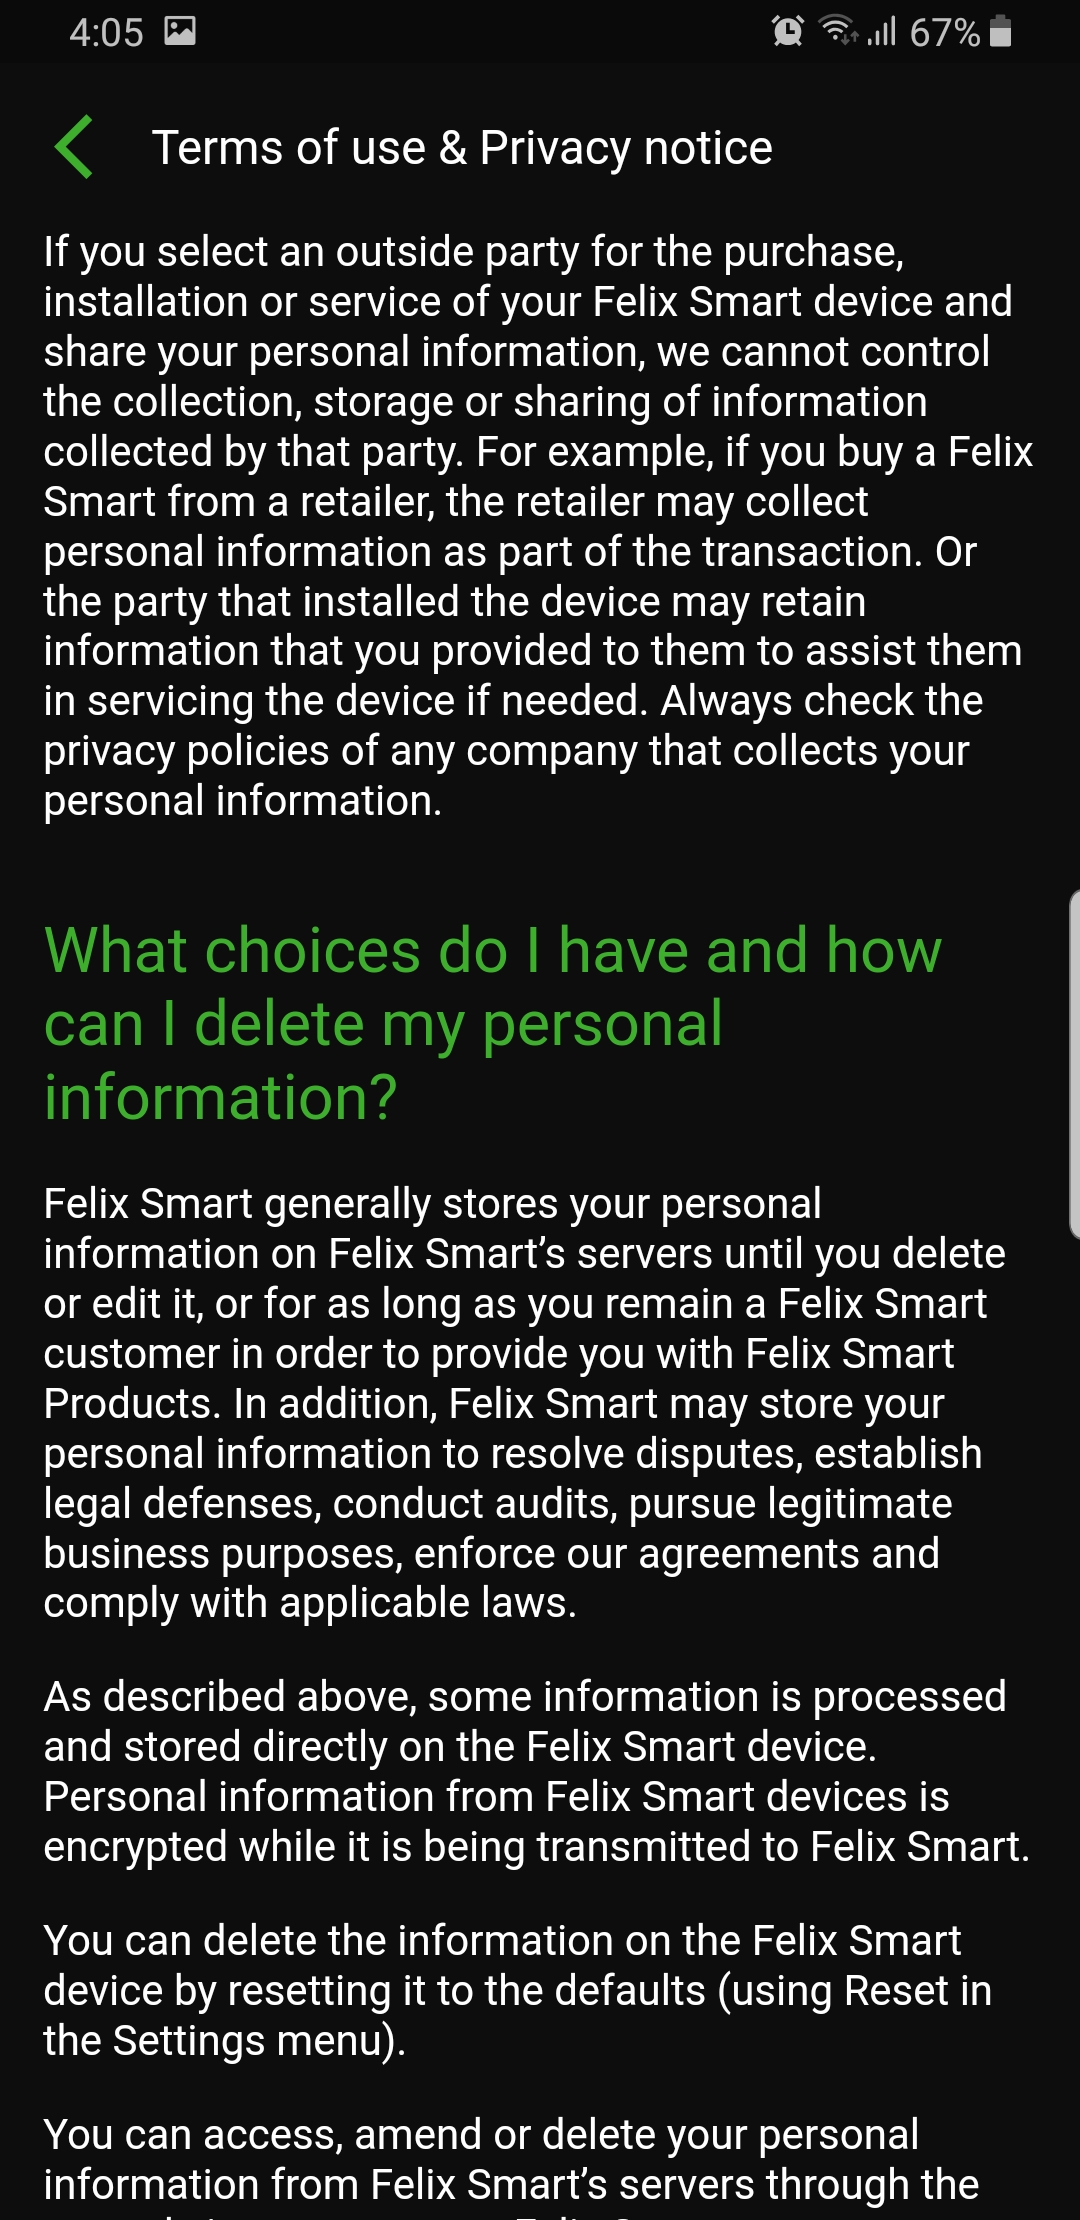 4:05
67%
Terms of use & Privacy notice
If you select an outside party for the purchase,
installation or service of your Felix Smart device and
share your personal information, we cannot control
the collection, storage or sharing of information
collected by that party. For example, if you buy a Felix
Smart from a retailer, the retailer may collect
personal information as part of the transaction. Or
the party that installed the device may retain
information that you provided to them to assist them
in servicing the device if needed. Always check the
privacy policies of any company that collects your
personal information.
What choices do I have and how
can I delete my personal
information?
Felix Smart generally stores your personal
information on Felix Smart’s servers until you delete
or edit it, or for as long as you remain a Felix Smart
customer in order to provide you with Felix Smart
Products. In addition, Felix Smart may store your
personal information to resolve disputes, establish
legal defenses, conduct audits, pursue legitimate
business purposes, enforce our agreements and
comply with applicable laws.
As described above, some information is processed
and stored directly on the Felix Smart device.
Personal information from Felix Smart devices is
encrypted while it is being transmitted to Felix Smart.
You can delete the information on the Felix Smart
device by resetting it to the defaults (using Reset in
the Settings menu).
You can access, amend or delete your personal
information from Felix Smart’s servers through the